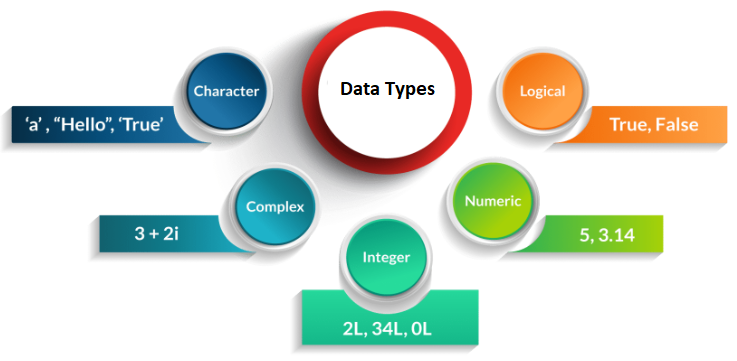 Data Types
Character
'a' , "Hello", 'True'
Logical
True, False
Complex
3 + 2i
Numeric
5, 3.14
Integer
2L, 34L, 0L